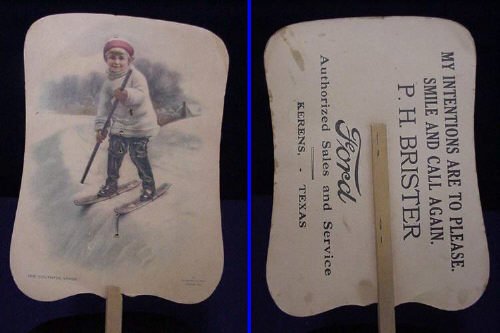 MY INTENTIONS ARE TO PLEASE.
SMILE AND CALL AGAIN.
P. H. BRISTER
Ford
Authorized Sales and Service
KERENS, - TEXAS